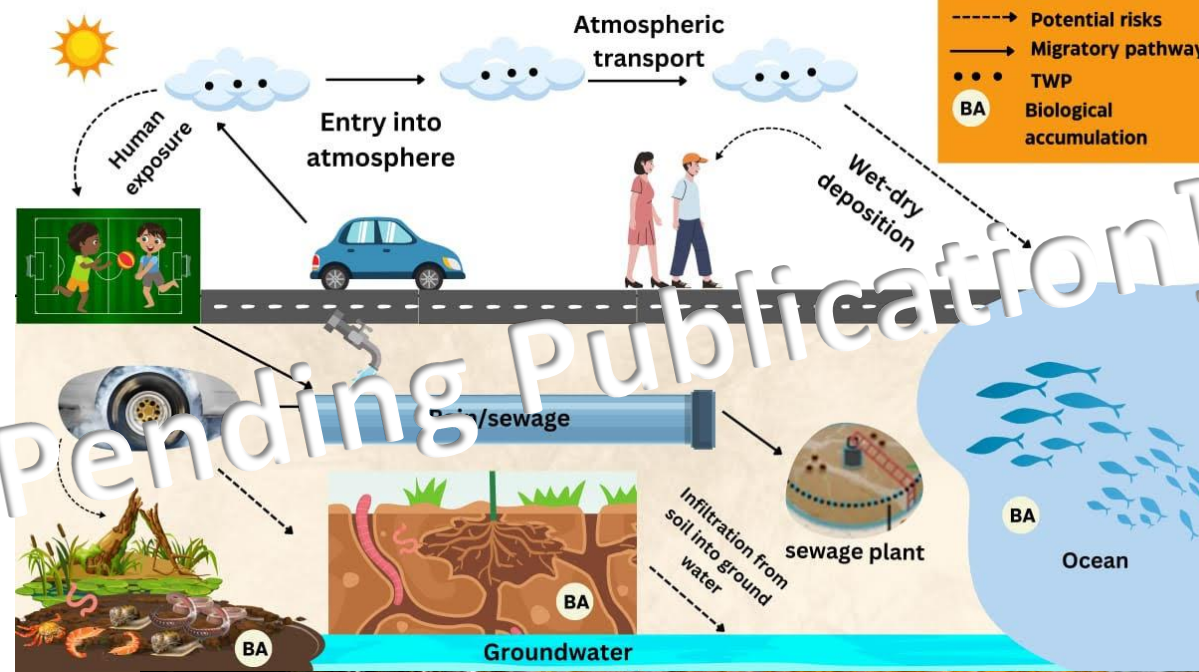 Atmospheric
transport
Potential risks
Migratory pathway
TWP
BA
Biological
accumulation
Human
exposure
Entry into
atmosphere
Wet-dry
deposition
Pending Publication
Rain/sewage
Infiltration from
soil into ground
water
sewage plant
BA
Ocean
BA
BA
Groundwater